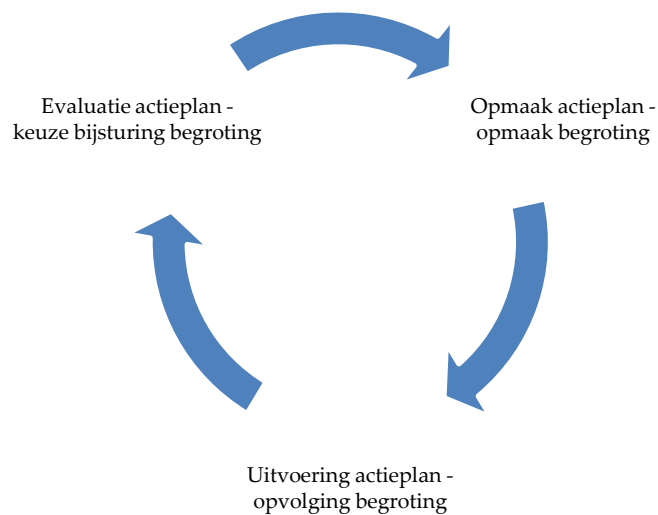 Evaluatie actieplan -
keuze bijsturing begroting
Opmaak actieplan -
opmaak begroting
Uitvoering actieplan -
opvolging begroting